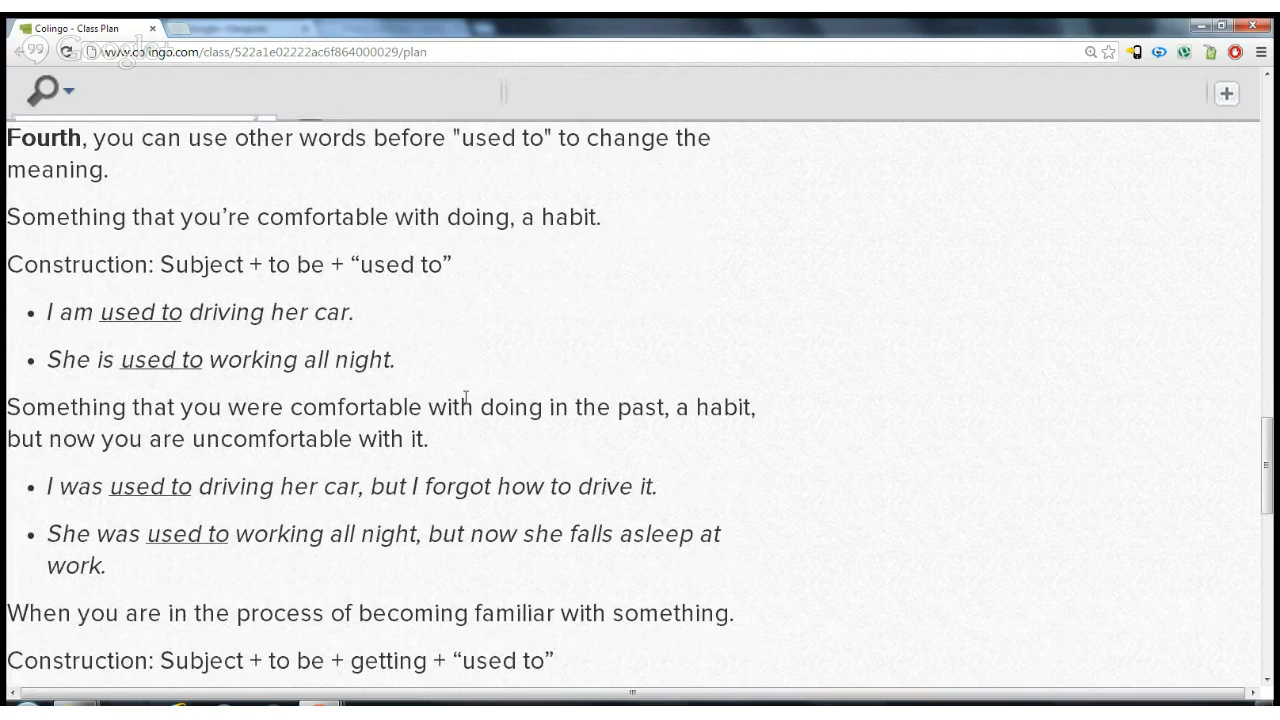 Colingo - Class Plan
Google+
www.colingo.com/class/522a1e02222ac6f864000029/plan
Fourth, you can use other words before "used to" to change the
meaning.
Something that you’re comfortable with doing, a habit.
Construction: Subject + to be + “used to”
• I am used to driving her car.
• She is used to working all night.
Something that you were comfortable with doing in the past, a habit,
but now you are uncomfortable with it.
• I was used to driving her car, but I forgot how to drive it.
• She was used to working all night, but now she falls asleep at
work.
When you are in the process of becoming familiar with something.
Construction: Subject + to be + getting + “used to”